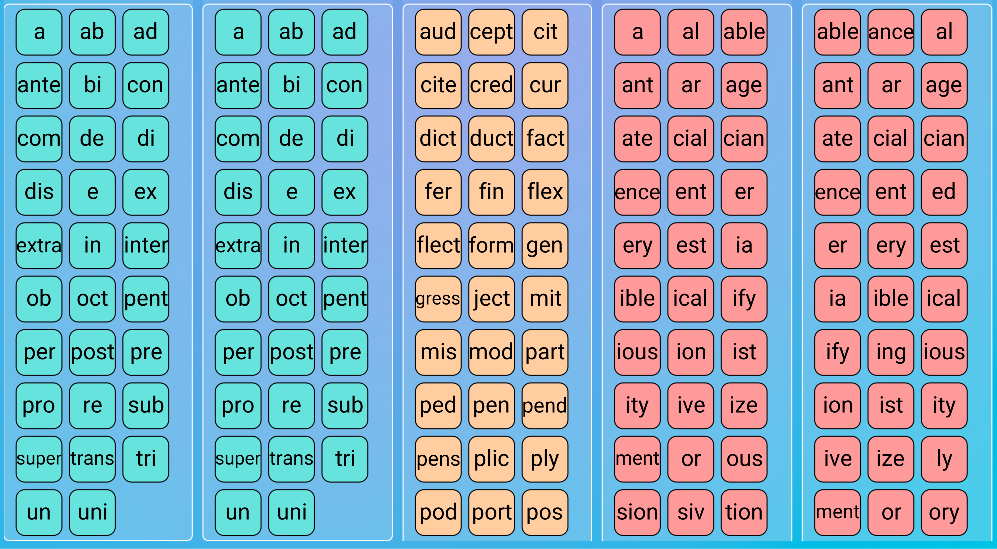 a ab ad a ab ad aud cept cit a al able able ance al
ante bi con ante bi con cite cred cur ant ar age ant ar age
com de di com de di dict duct fact ate cial cian ate cial cian
dis e ex dis e ex fer fin flex ence ent er ence ent ed
extra in inter extra in inter flect form gen ery est ia er ery est
ob oct pent ob oct pent gress ject mit ible ical ify ia ible ical
per post pre per post pre mis mod part ious ion ist ify ing ious
pro re sub pro re sub ped pen pend ity ive ize ion ist ity
super trans tri super trans tri pens plic ply ment or ous ive ize ly
un uni un uni pod port pos sion siv tion ment or ory